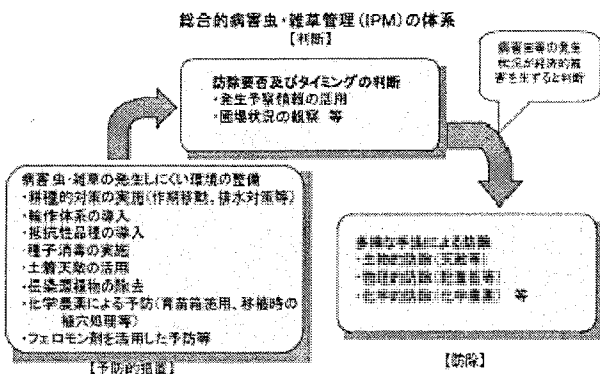 総合的病害虫・雑草管理(IPM)の体系
【判断】
防除要否及びタイミングの判断
・発生予察情報の活用
・圃場状況の観察 等
病害虫等の発生
状況が経済的被
害を生ずると判断
病害虫・雑草の発生しにくい環境の整備
・耕種的対策の実施(作期移動、排水対策等)
・輪作体系の導入
・抵抗性品種の導入
・種子消毒の実施
・土着天敵の活用
・伝染源植物の除去
・化学農薬による予防(育苗箱施用、移植時の
植穴処理等)
・フェロモン剤を活用した予防等
【予防的措置】
多様な手法による防除
・生物的防除(天敵等)
・物理的防除(粘着板等)
・化学的防除(化学農薬) 等
【防除】